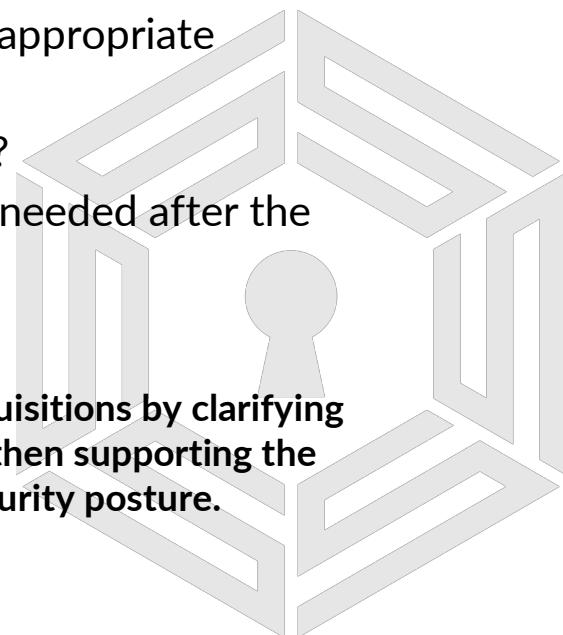 appropriate
?
needed after the
uisitions by clarifying
then supporting the
urity posture.